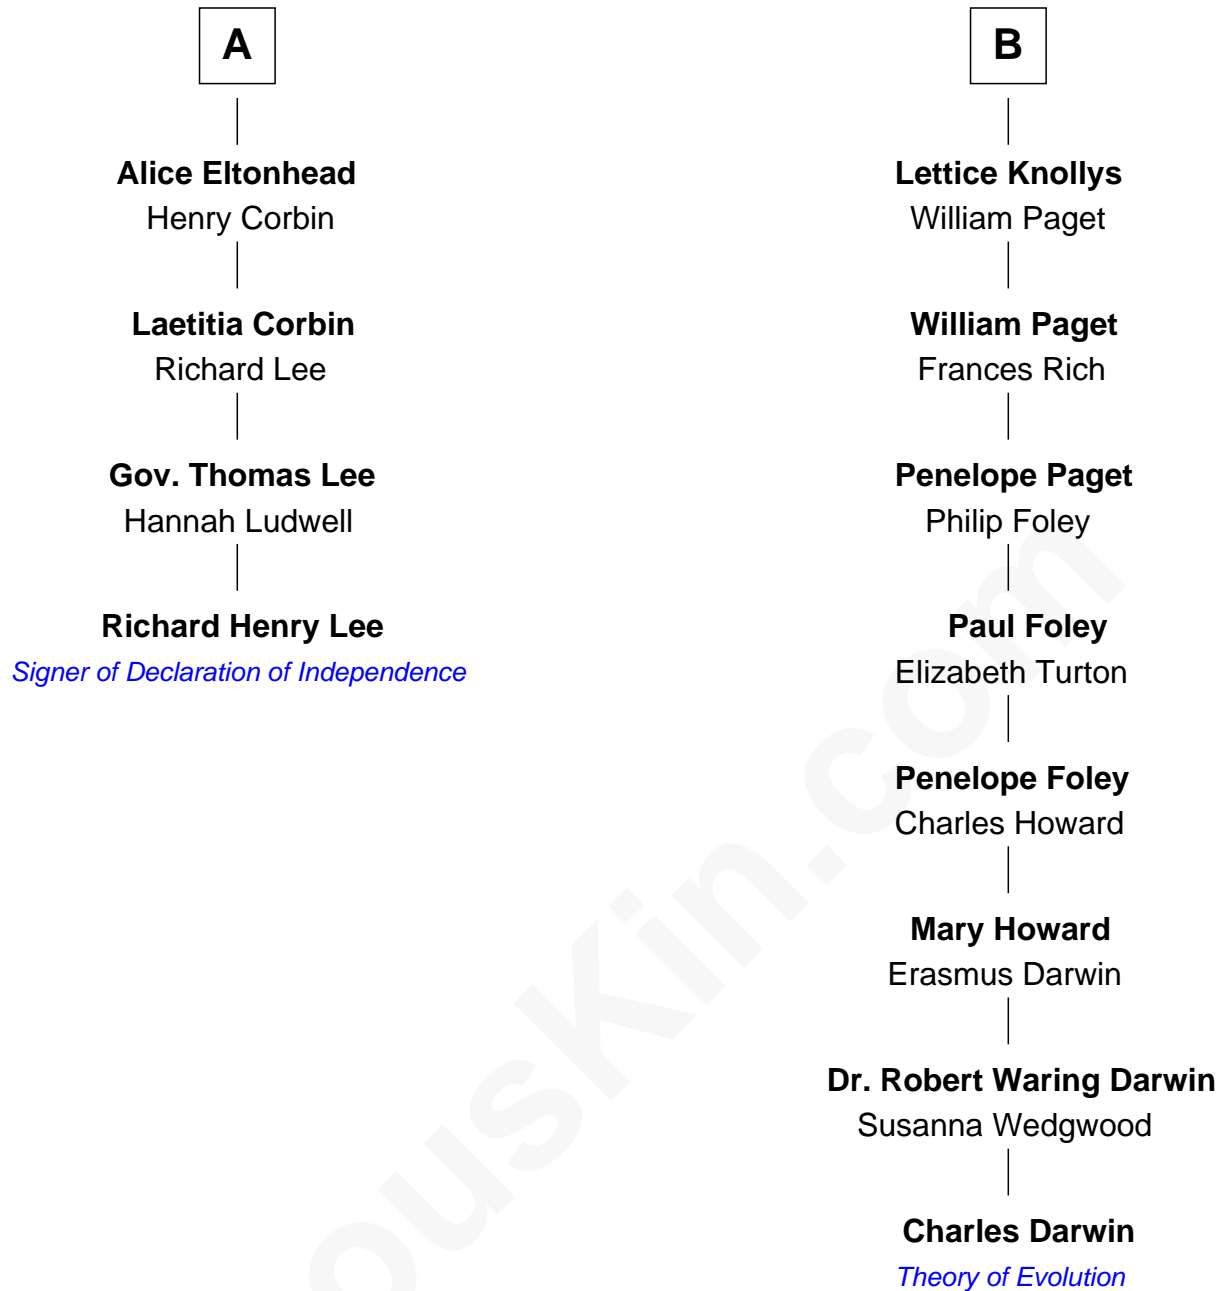 A
Alice Eltonhead
Henry Corbin
Laetitia Corbin
Richard Lee
Gov. Thomas Lee
Hannah Ludwell
Richard Henry Lee
Signer of Declaration of Independence
B
Lettice Knollys
William Paget
William Paget
Frances Rich
Penelope Paget
Philip Foley
Paul Foley
Elizabeth Turton
Penelope Foley
Charles Howard
Mary Howard
Erasmus Darwin
Dr. Robert Waring Darwin
Susanna Wedgwood
Charles Darwin
Theory of Evolution
ousKin.com